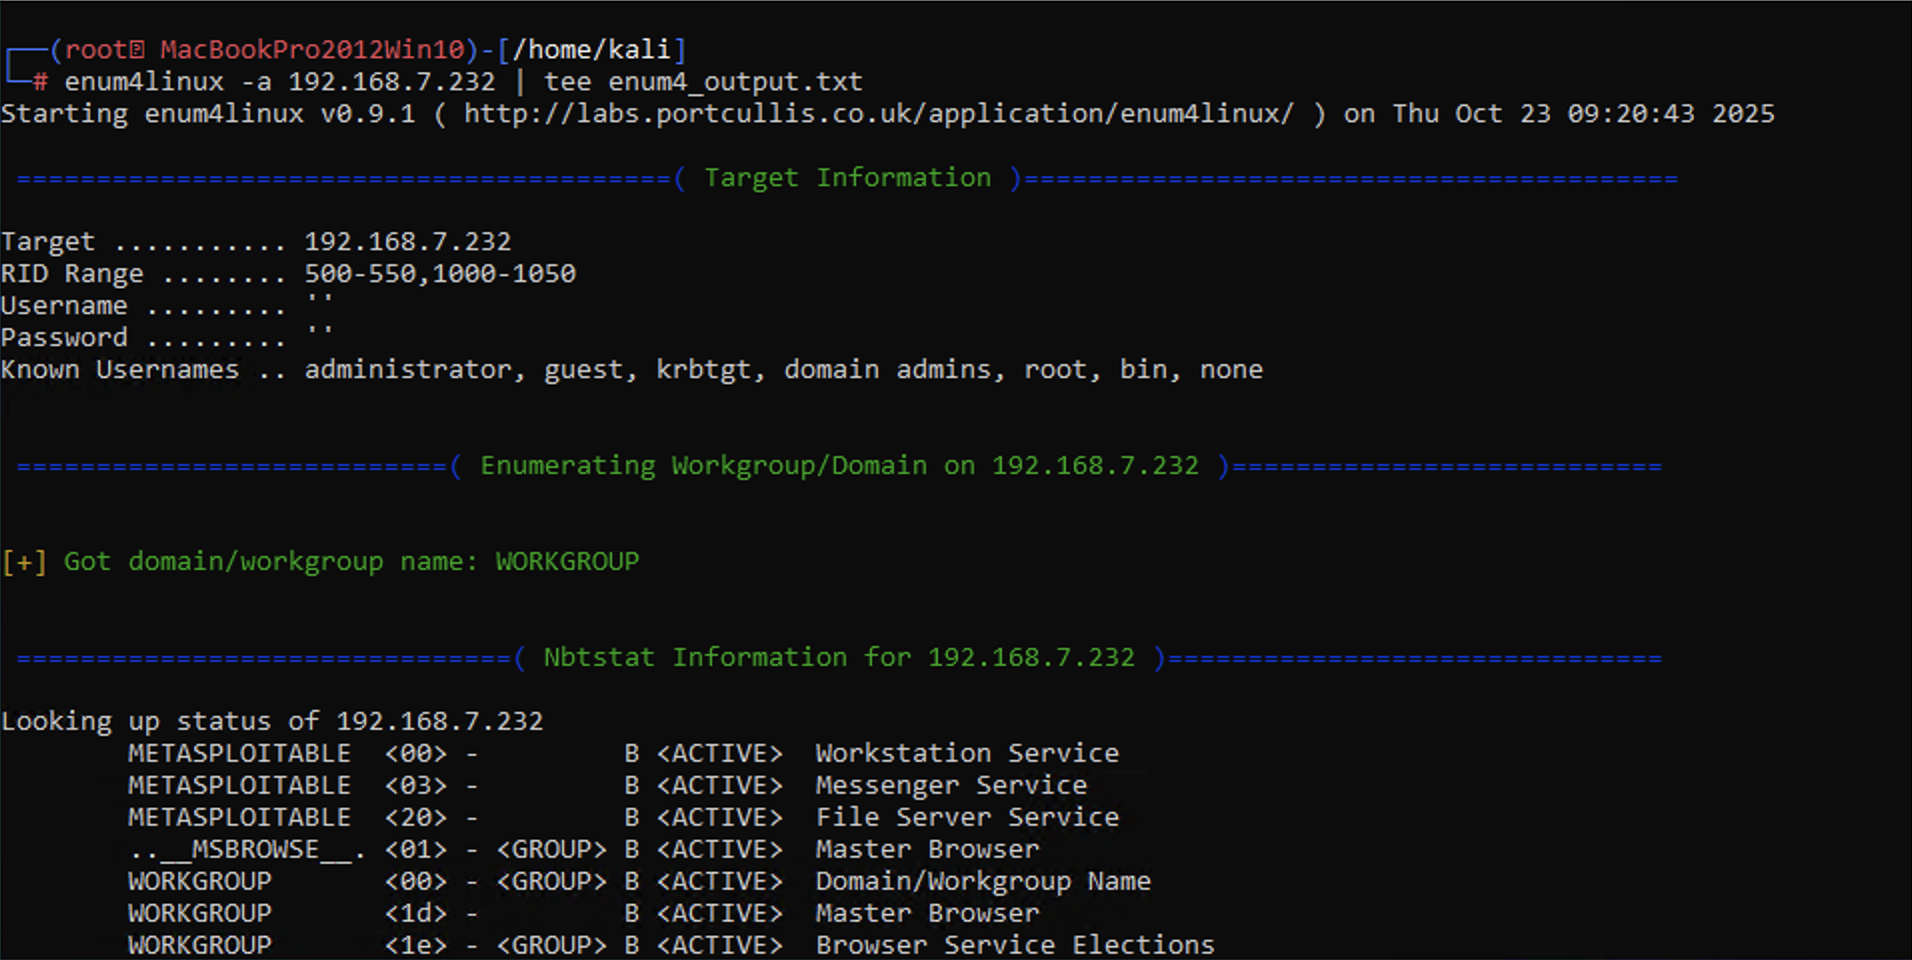 (root MacBookPro2012Win10)-[/home/kali]
# enum4linux -a 192.168.7.232 | tee enum4_output.txt
Starting enum4linux v0.9.1 ( http://labs.portcullis.co.uk/application/enum4linux/ ) on Thu Oct 23 09:20:43 2025
=========================================( Target Information )=========================================
Target ........... 192.168.7.232
RID Range ........ 500-550,1000-1050
Username ......... ''
Password ......... ''
Known Usernames .. administrator, guest, krbtgt, domain admins, root, bin, none
===========================( Enumerating Workgroup/Domain on 192.168.7.232 )===========================
[+] Got domain/workgroup name: WORKGROUP
===============================( Nbtstat Information for 192.168.7.232 )===============================
Looking up status of 192.168.7.232
METASPLOITABLE  <00> -         B <ACTIVE>  Workstation Service
METASPLOITABLE  <03> -         B <ACTIVE>  Messenger Service
METASPLOITABLE  <20> -         B <ACTIVE>  File Server Service
..__MSBROWSE__. <01> - <GROUP> B <ACTIVE>  Master Browser
WORKGROUP       <00> - <GROUP> B <ACTIVE>  Domain/Workgroup Name
WORKGROUP       <1d> -         B <ACTIVE>  Master Browser
WORKGROUP       <1e> - <GROUP> B <ACTIVE>  Browser Service Elections